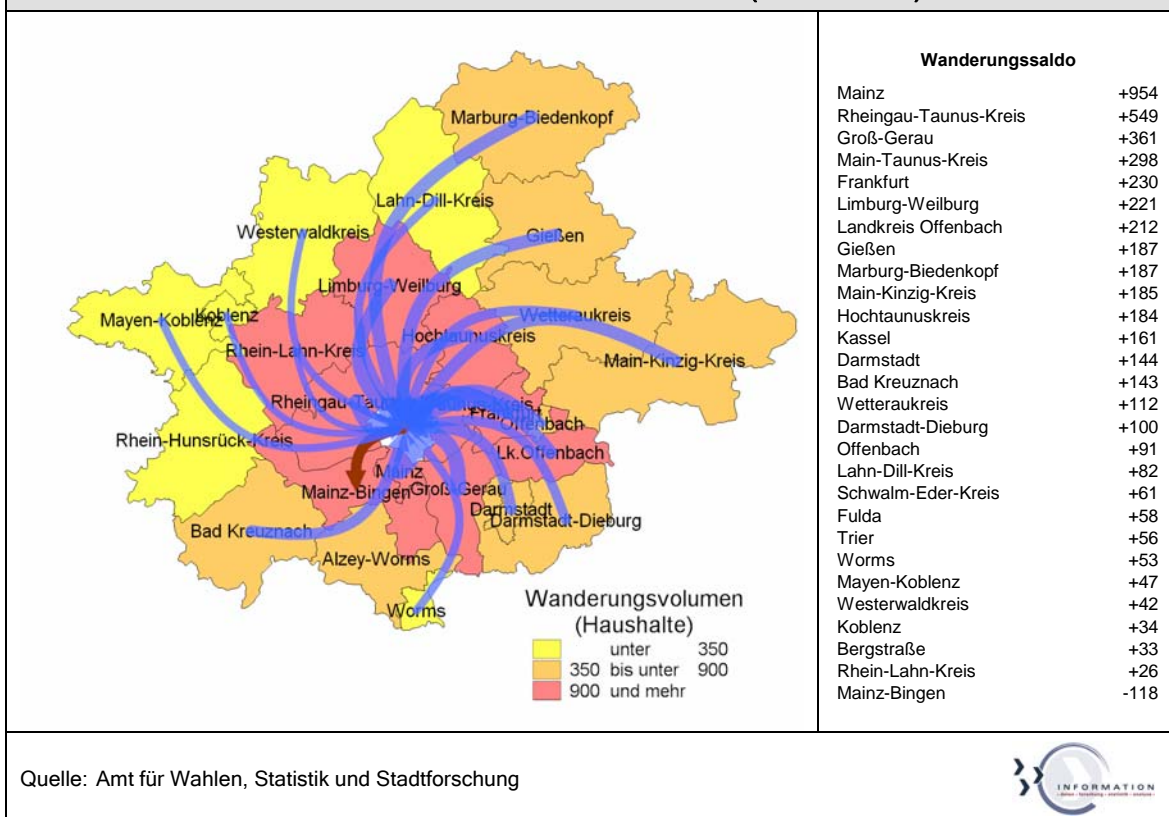 Wanderungssaldo
Mainz +954
Rheingau-Taunus-Kreis +549
Groß-Gerau +361
Main-Taunus-Kreis +298
Frankfurt +230
Limburg-Weilburg +221
Landkreis Offenbach +212
Gießen +187
Marburg-Biedenkopf +187
Main-Kinzig-Kreis +185
Hochtaunuskreis +184
Kassel +161
Darmstadt +144
Bad Kreuznach +143
Wetteraukreis +112
Darmstadt-Dieburg +100
Offenbach +91
Lahn-Dill-Kreis +82
Schwalm-Eder-Kreis +61
Fulda +58
Trier +56
Worms +53
Mayen-Koblenz +47
Westerwaldkreis +42
Koblenz +34
Bergstraße +33
Rhein-Lahn-Kreis +26
Mainz-Bingen -118
Marburg-Biedenkopf
Lahn-Dill-Kreis
Westerwaldkreis
Gießen
Limburg-Weilburg
Mayen-Koblenz
Koblenz
Wetteraukreis
Hochtaunuskreis
Rhein-Lahn-Kreis
Main-Kinzig-Kreis
Rheingau-Tau
unus-Kreis
Frankfurt
Offenbach
Rhein-Hunsrück-Kreis
Lk.Offenbach
Mainz
Mainz-Bingen
Groß-Gerau
Darmstadt
Darmstadt-Dieburg
Bad Kreuznach
Alzey-Worms
Worms
Wanderungsvolumen
(Haushalte)
unter 350
350 bis unter 900
900 und mehr
Quelle: Amt für Wahlen, Statistik und Stadtforschung
INFORMATION